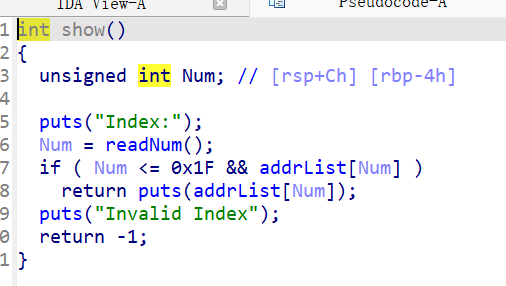 IDA View-A Pseudocode-A
1 int show()
2 {
3 unsigned int Num; // [rsp+Ch] [rbp-4h]
4
5 puts("Index:");
6 Num = readNum();
7 if ( Num <= 0x1F && addrList[Num] )
8 return puts(addrList[Num]);
9 puts("Invalid Index");
0 return -1;
1 }